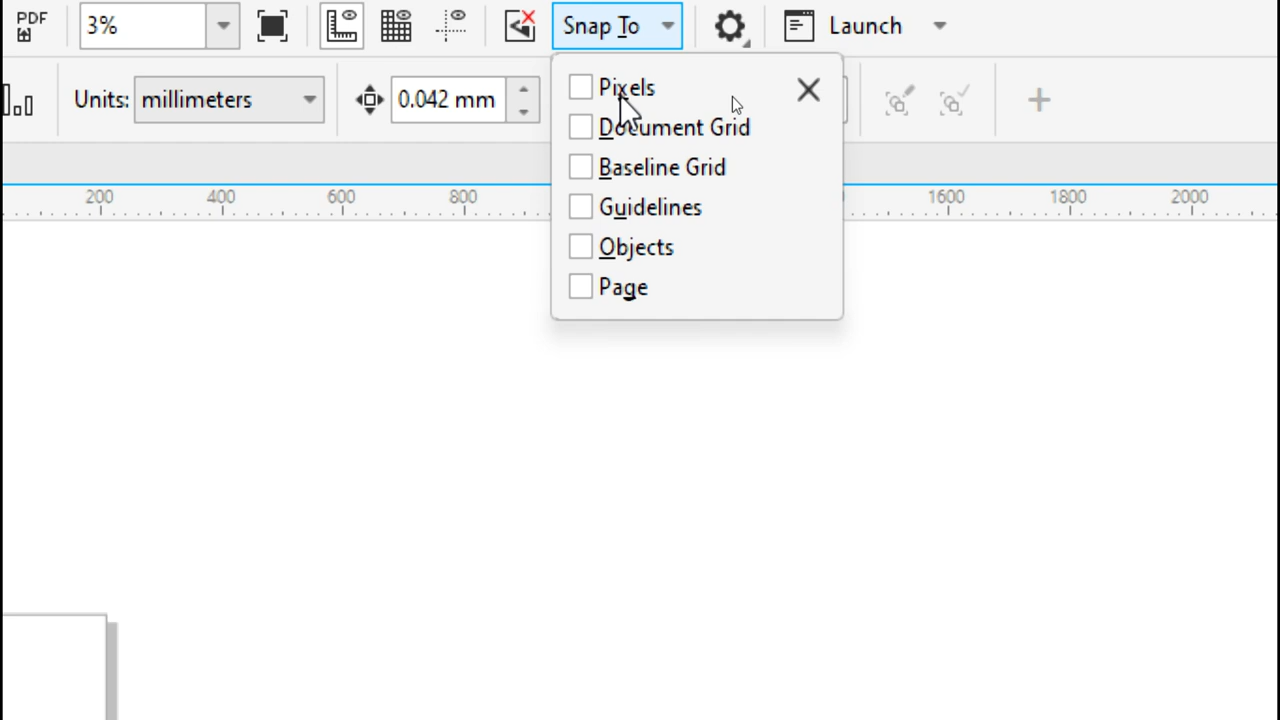 PDF 3% Snap To Launch
Units: millimeters 0.042 mm
Pixels
Document Grid
Baseline Grid
Guidelines
Objects
Page
200 400 600 800 1600 1800 2000